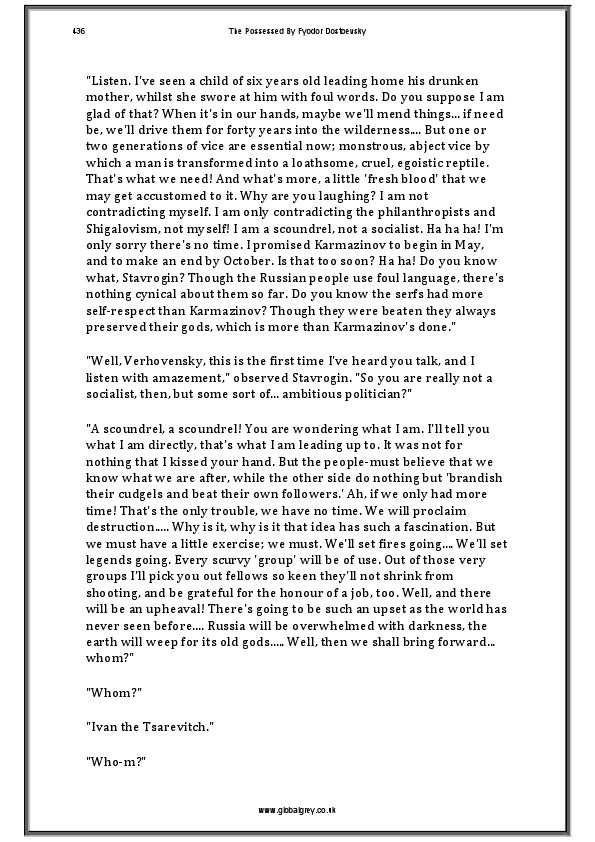 436
The Possessed By Fyodor Dostoevsky
"Listen. I've seen a child of six years old leading home his drunken
mother, whilst she swore at him with foul words. Do you suppose I am
glad of that? When it's in our hands, maybe we'll mend things... if need
be, we'll drive them for forty years into the wilderness.... But one or
two generations of vice are essential now; monstrous, abject vice by
which a man is transformed into a loathsome, cruel, egoistic reptile.
That's what we need! And what's more, a little 'fresh blood' that we
may get accustomed to it. Why are you laughing? I am not
contradicting myself. I am only contradicting the philanthropists and
Shigalovism, not myself! I am a scoundrel, not a socialist. Ha ha ha! I'm
only sorry there's no time. I promised Karmazinov to begin in May,
and to make an end by October. Is that too soon? Ha ha! Do you know
what, Stavrogin? Though the Russian people use foul language, there's
nothing cynical about them so far. Do you know the serfs had more
self-respect than Karmazinov? Though they were beaten they always
preserved their gods, which is more than Karmazinov's done."
"Well, Verhovensky, this is the first time I've heard you talk, and I
listen with amazement," observed Stavrogin. "So you are really not a
socialist, then, but some sort of... ambitious politician?"
"A scoundrel, a scoundrel! You are wondering what I am. I'll tell you
what I am directly, that's what I am leading up to. It was not for
nothing that I kissed your hand. But the people-must believe that we
know what we are after, while the other side do nothing but 'brandish
their cudgels and beat their own followers.' Ah, if we only had more
time! That's the only trouble, we have no time. We will proclaim
destruction..... Why is it, why is it that idea has such a fascination. But
we must have a little exercise; we must. We'll set fires going.... We'll set
legends going. Every scurvy 'group' will be of use. Out of those very
groups I'll pick you out fellows so keen they'll not shrink from
shooting, and be grateful for the honour of a job, too. Well, and there
will be an upheaval! There's going to be such an upset as the world has
never seen before.... Russia will be overwhelmed with darkness, the
earth will weep for its old gods..... Well, then we shall bring forward...
whom?"
"Whom?"
"Ivan the Tsarevitch."
"Who-m?"
www.globalgrey.co.uk